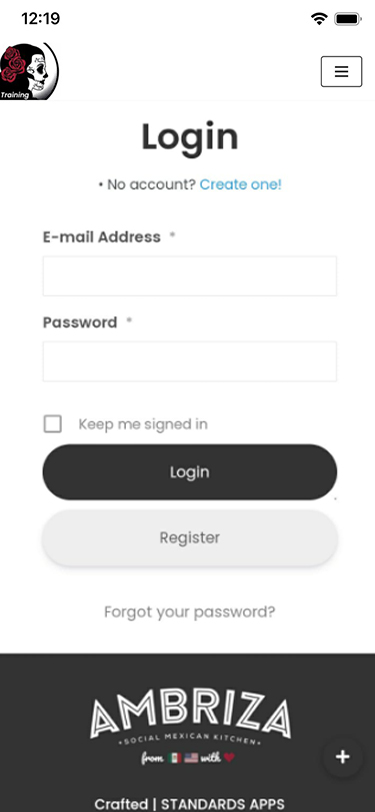 12:19
Training
Login
• No account? Create one!
E-mail Address *
Password *
Keep me signed in
Login
Register
Forgot your password?
AMBRIZA
•SOCIAL MEXICAN KITCHEN•
from 🇲🇽 🇺🇸 with ❤
+
Crafted | STANDARDS APPS